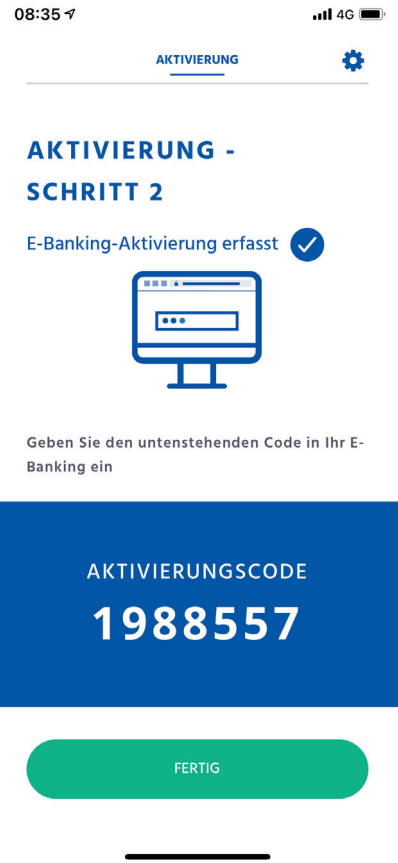 08:35 4G
AKTIVIERUNG
AKTIVIERUNG -
SCHRITT 2
E-Banking-Aktivierung erfasst
Geben Sie den untenstehenden Code in Ihr E-
Banking ein
AKTIVIERUNGSCODE
1988557
FERTIG